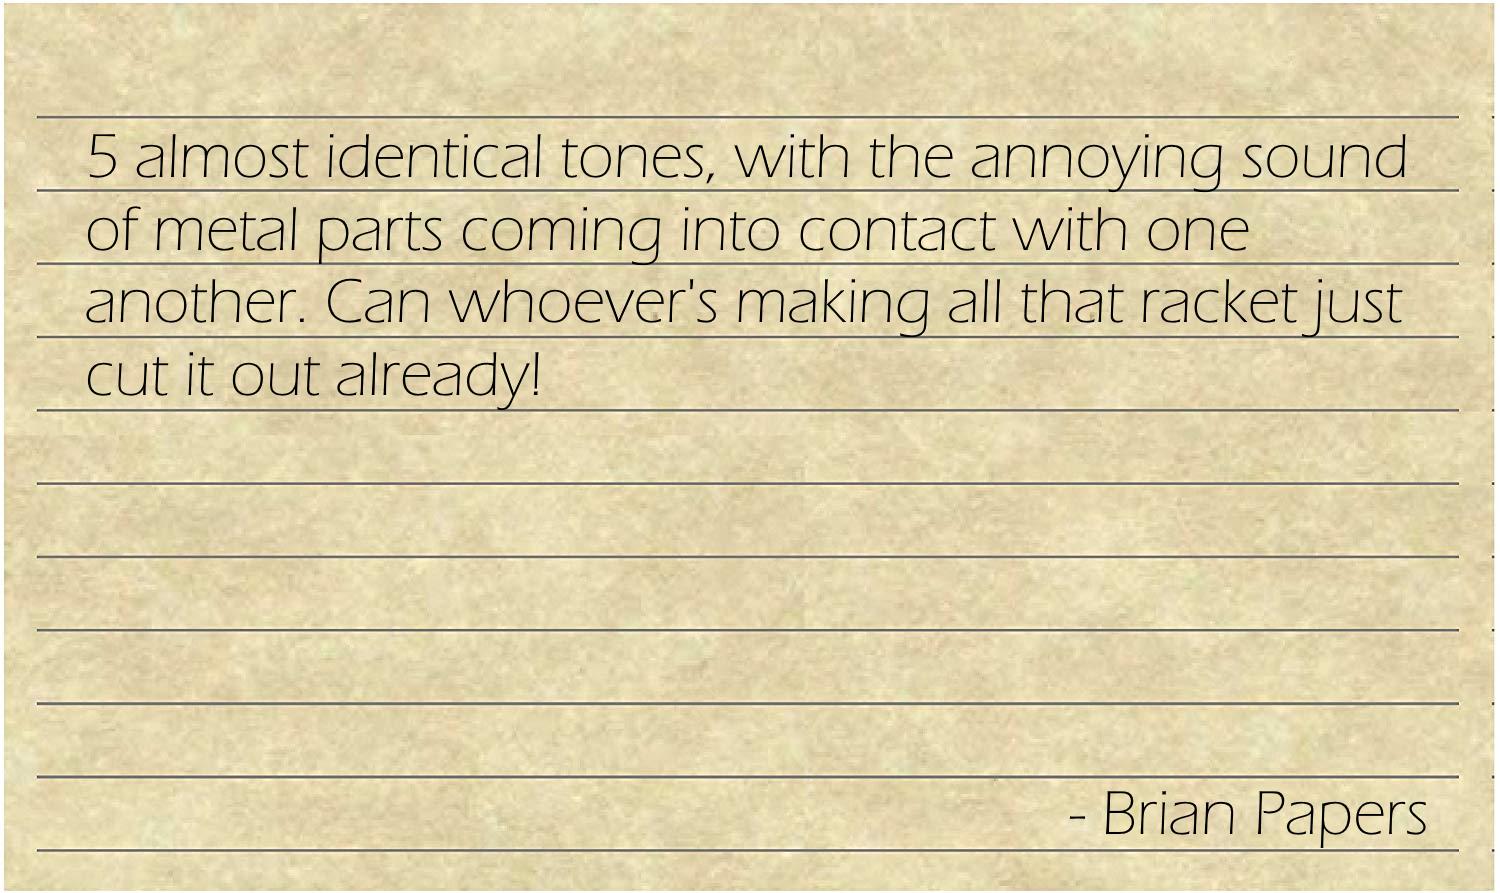 5 almost identical tones, with the annoying sound
of metal parts coming into contact with one
another. Can whoever's making all that racket just
cut it out already!
- Brian Papers